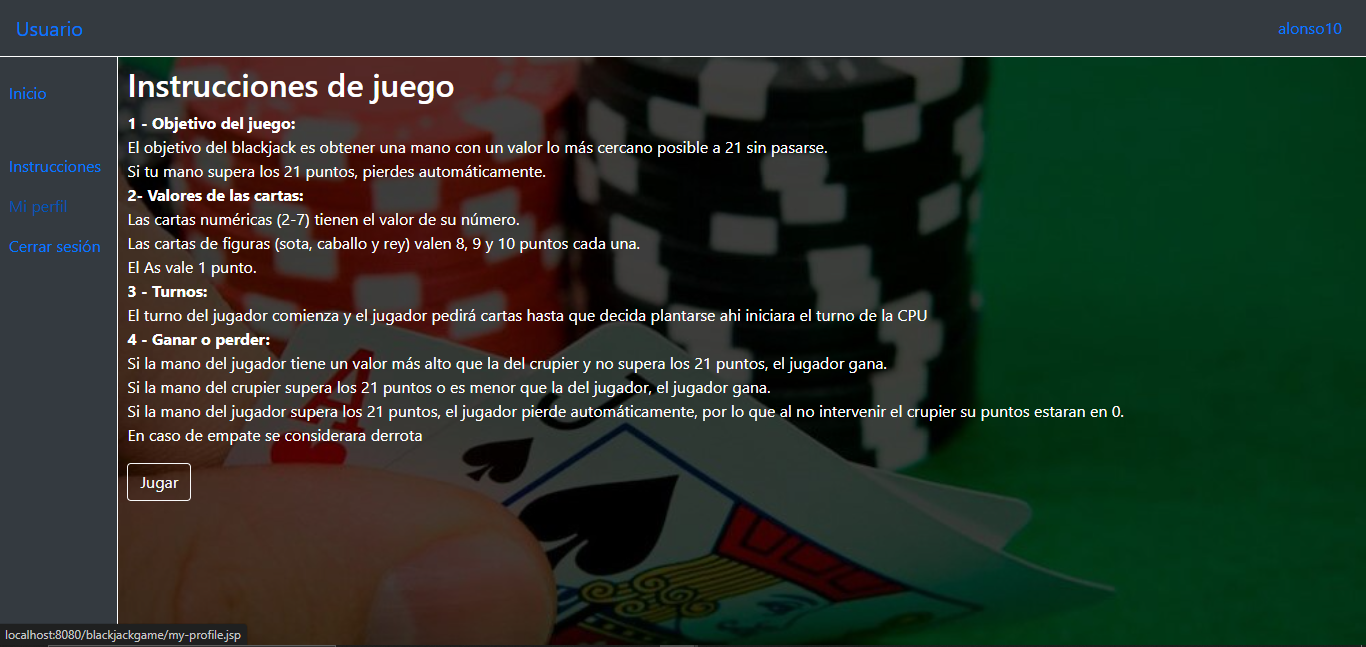 Usuario
alonso10
Inicio
Instrucciones
Mi perfil
Cerrar sesión
Instrucciones de juego
1 - Objetivo del juego:
El objetivo del blackjack es obtener una mano con un valor lo más cercano posible a 21 sin pasarse.
Si tu mano supera los 21 puntos, pierdes automáticamente.
2- Valores de las cartas:
Las cartas numéricas (2-7) tienen el valor de su número.
Las cartas de figuras (sota, caballo y rey) valen 8, 9 y 10 puntos cada una.
El As vale 1 punto.
3 - Turnos:
El turno del jugador comienza y el jugador pedirá cartas hasta que decida plantarse ahi iniciara el turno de la CPU
4 - Ganar o perder:
Si la mano del jugador tiene un valor más alto que la del crupier y no supera los 21 puntos, el jugador gana.
Si la mano del crupier supera los 21 puntos o es menor que la del jugador, el jugador gana.
Si la mano del jugador supera los 21 puntos, el jugador pierde automáticamente, por lo que al no intervenir el crupier su puntos estaran en 0.
En caso de empate se considerara derrota
A
J
Jugar
localhost:8080/blackjackgame/my-profile.jsp